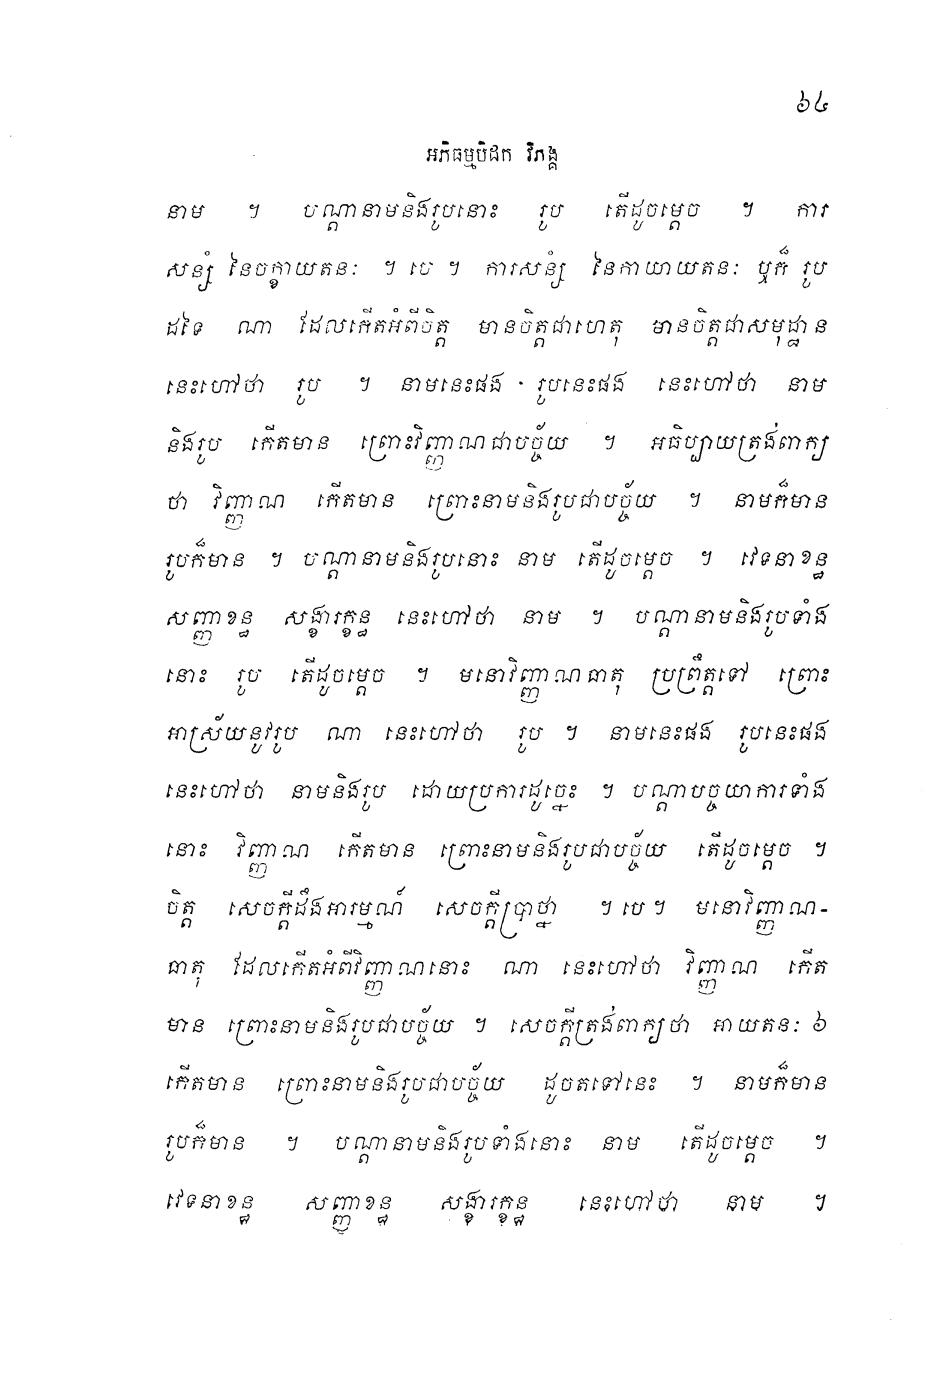 ៦៤
អភិធម្មបិដក វិភង្គ
នាម ។ បណ្តានាមនិងរូបនោះ រូប តើដូចម្តេច ។ ការ
សន្សំ នៃចក្ខាយតនៈ ។ បេ ។ ការសន្សំ នៃកាយាយតនៈ ឬក៏ រូប
ដទៃ ណា ដែលកើតអំពីចិត្ត មានចិត្តជាហេតុ មានចិត្តជាសមុដ្ឋាន
នេះហៅថា រូប ។ នាមនេះផង រូបនេះផង នេះហៅថា នាម
និងរូប កើតមាន ព្រោះវិញ្ញាណជាបច្ច័យ ។ អធិប្បាយត្រង់ពាក្យ
ថា វិញ្ញាណ កើតមាន ព្រោះនាមនិងរូបជាបច្ច័យ ។ នាមក៏មាន
រូបក៏មាន ។ បណ្តានាមនិងរូបនោះ នាម តើដូចម្តេច ។ វេទនាខន្ធ
សញ្ញាខន្ធ សង្ខារក្ខន្ធ នេះហៅថា នាម ។ បណ្តានាមនិងរូបទាំង
នោះ រូប តើដូចម្តេច ។ មនោវិញ្ញាណធាតុ ប្រព្រឹត្តទៅ ព្រោះ
អាស្រ័យនូវរូប ណា នេះហៅថា រូប ។ នាមនេះផង រូបនេះផង
នេះហៅថា នាមនិងរូប ដោយប្រការដូច្នេះ ។ បណ្តាបច្ចយាការទាំង
នោះ វិញ្ញាណ កើតមាន ព្រោះនាមនិងរូបជាបច្ច័យ តើដូចម្តេច ។
ចិត្ត សេចក្តីដឹងអារម្មណ៍ សេចក្តីប្រាថ្នា ។ បេ ។ មនោវិញ្ញាណ-
ធាតុ ដែលកើតអំពីវិញ្ញាណនោះ ណា នេះហៅថា វិញ្ញាណ កើត
មាន ព្រោះនាមនិងរូបជាបច្ច័យ ។ សេចក្តីត្រង់ពាក្យថា អាយតនៈ ៦
កើតមាន ព្រោះនាមនិងរូបជាបច្ច័យ ដូចតទៅនេះ ។ នាមក៏មាន
រូបក៏មាន ។ បណ្តានាមនិងរូបទាំងនោះ នាម តើដូចម្តេច ។
វេទនាខន្ធ សញ្ញាខន្ធ សង្ខារក្ខន្ធ នេះហៅថា នាម ។